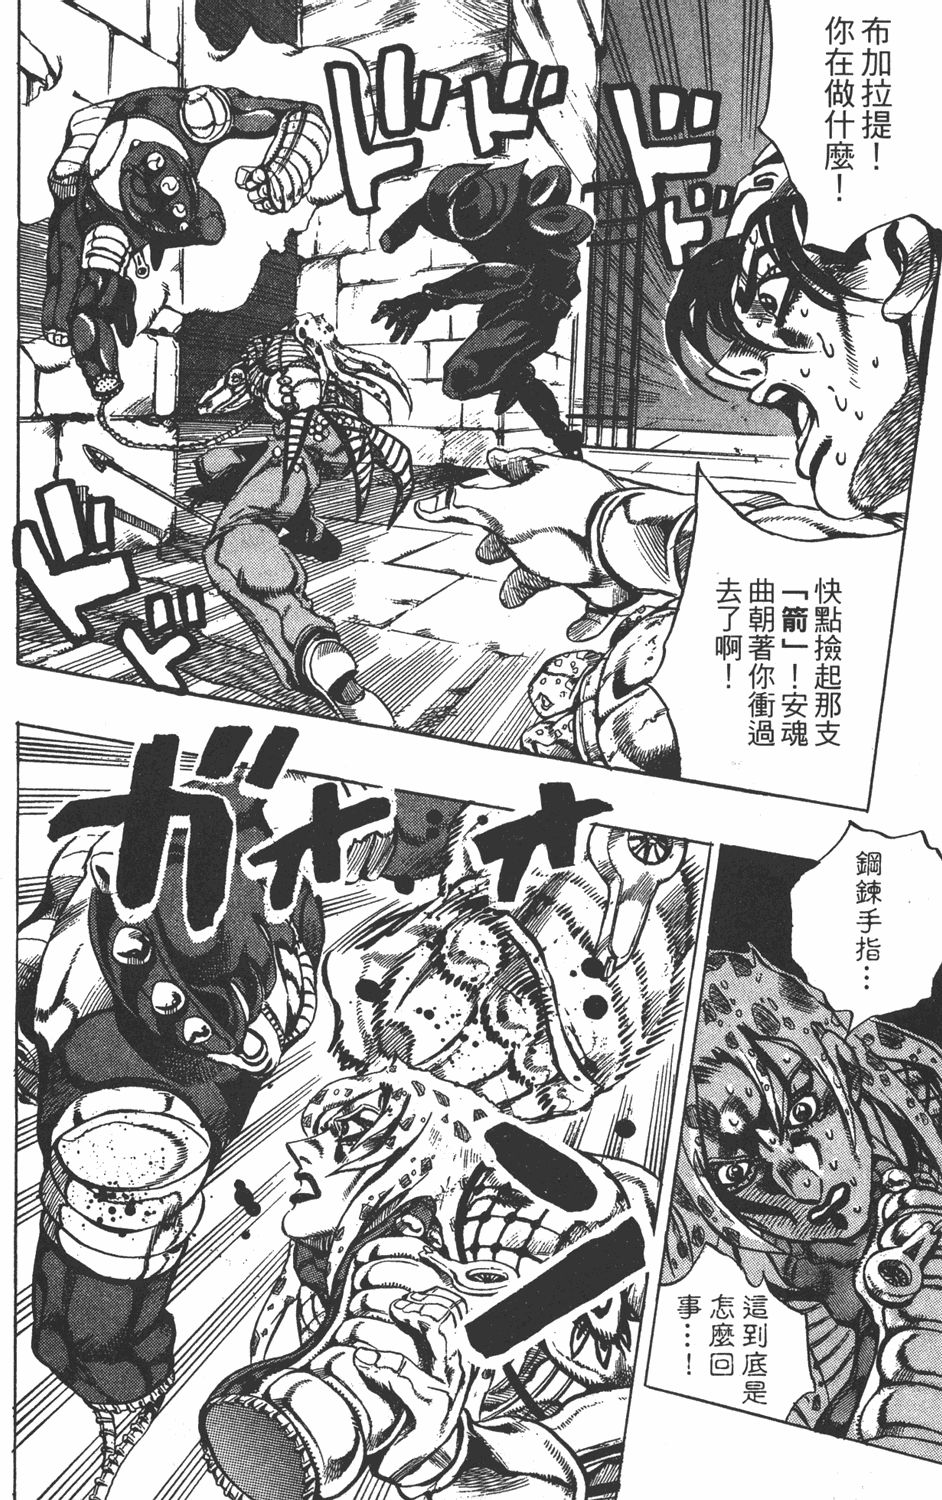 布加拉提！
你在做什麼！
ドド
ドド
ドド
快點撿起那支
「箭」！安魂
曲朝著你衝過
去了啊！
鋼鍊手指…
這到底是
怎麼回
事…！
ガオオン